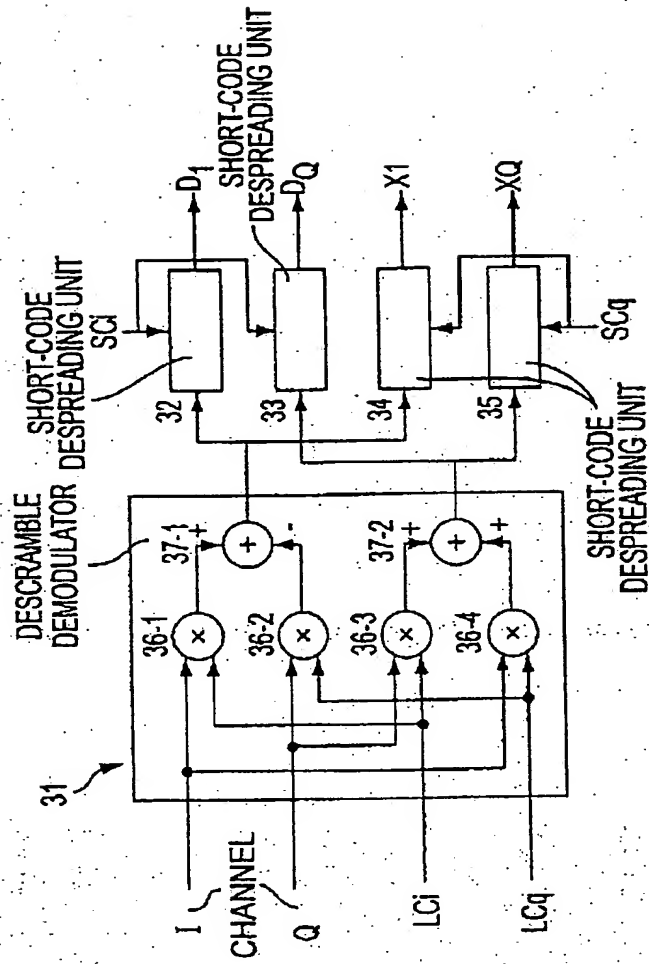 31
DESCRAMBLE
DEMODULATOR
SHORT-CODE
DESPREADING UNIT
SCi
SHORT-CODE
DESPREADING UNIT
I
CHANNEL
Q
LCi
LCq
36-1
×
36-2
×
36-3
×
36-4
×
37-1
+
+
-
37-2
+
+
+
32
33
34
35
D1
DQ
X1
XQ
SCq
SHORT-CODE
DESPREADING UNIT